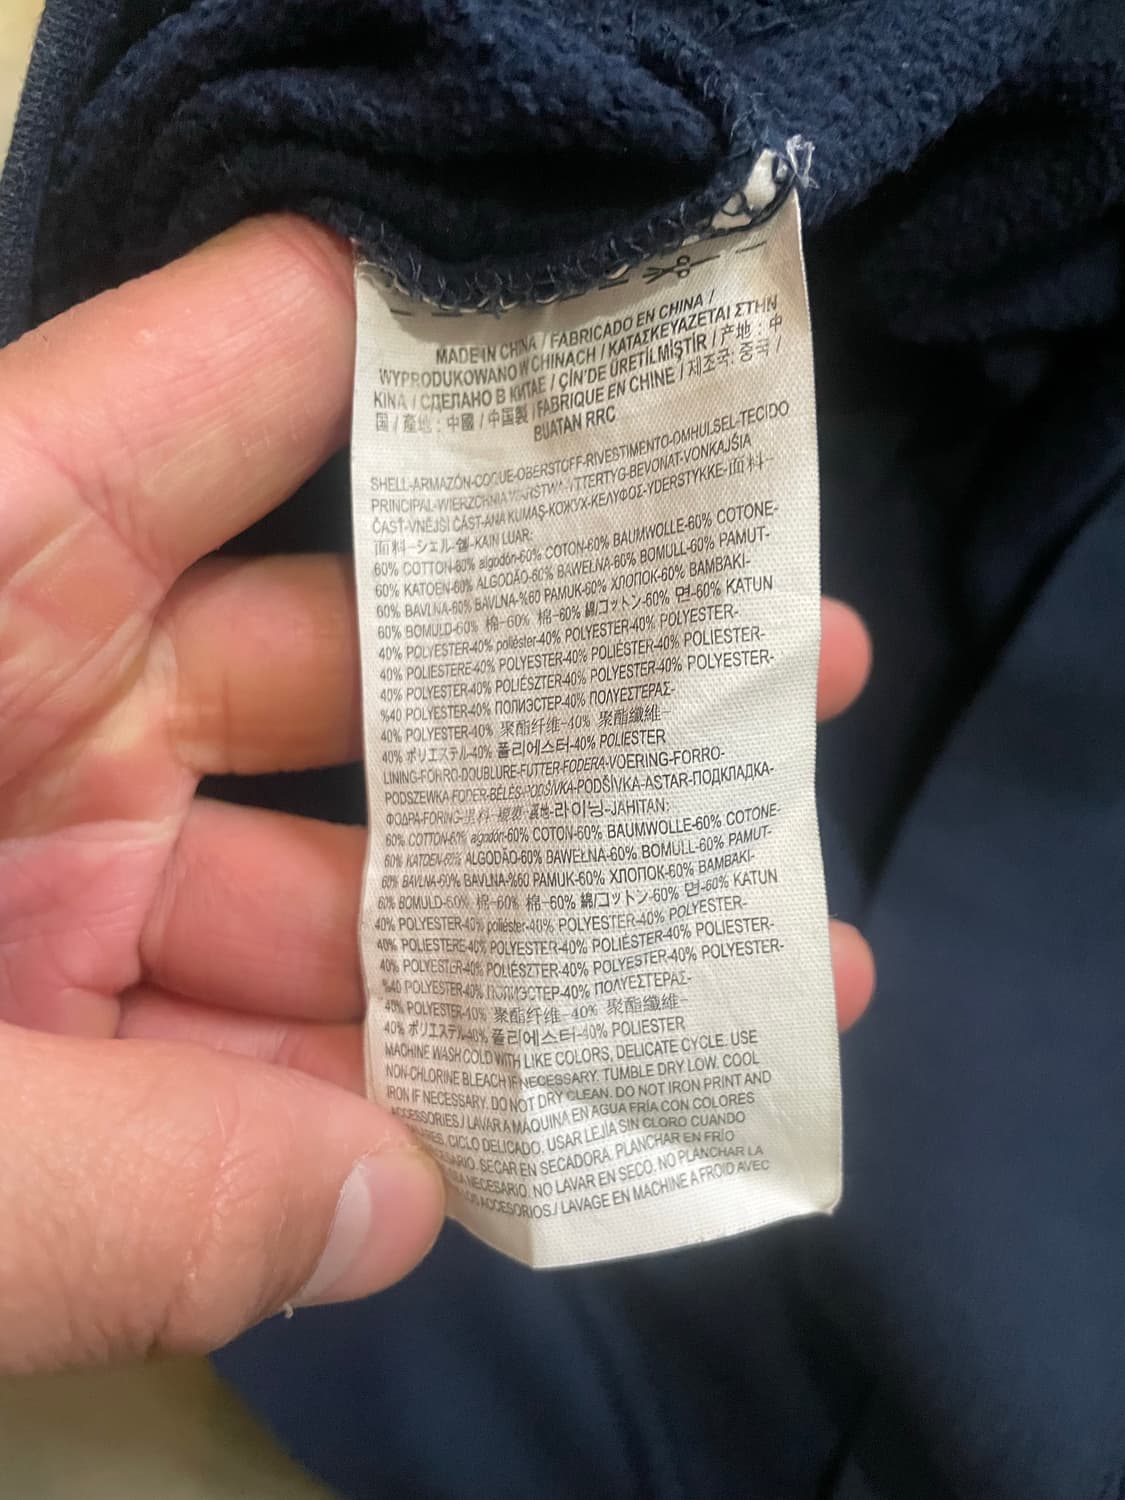 MADE IN CHINA / FABRICADO EN CHINA /
WYPRODUKOWANO W CHINACH / ΚΑΤΑΣΚΕΥΑΖΕΤΑΙ ΣΤΗΝ
ΚΙΝΑ / СДЕЛАНО В КИТАЕ / ÇİN'DE ÜRETİLMİŞTİR / 产地 : 中
国 / 產地 : 中國 / 中国製 / FABRIQUE EN CHINE / 제조국: 중국 /
BUATAN RRC
SHELL-ARMAZÓN-COQUE-OBERSTOFF-RIVESTIMENTO-OMHULSEL-TECIDO
PRINCIPAL-WIERZCHNIA YTTERTYG-BEVONAT-VONKAJŠIA
ČASŤ-VNĚJŠÍ ČÁST-ANA KUMAŞ-КОЖУХ-ΚΕΛΥΦΟΣ-YDERSTYKKE-面料-
面料-シェル-쉘-KAIN LUAR:
60% COTTON-60% algodón-60% COTON-60% BAUMWOLLE-60% COTONE-
60% KATOEN-60% ALGODÃO-60% BAWEŁNA-60% BOMULL-60% PAMUT-
60% BAVLNA-60% BAVLNA-%60 PAMUK-60% ХЛОПОК-60% ΒΑΜΒΑΚΙ-
60% BOMULD-60% 棉-60% 棉-60% 綿/コットン-60% 면-60% KATUN
40% POLYESTER-40% poliéster-40% POLYESTER-40% POLYESTER-
40% POLIESTERE-40% POLYESTER-40% POLIÉSTER-40% POLIESTER-
40% POLYESTER-40% POLIÉSZTER-40% POLYESTER-40% POLYESTER-
%40 POLYESTER-40% ПОЛИЭСТЕР-40% ΠΟΛΥΕΣΤΕΡΑΣ-
40% POLYESTER-40% 聚酯纤维-40% 聚酯纖維-
40% ポリエステル-40% 폴리에스터-40% POLIESTER
LINING-FORRO-DOUBLURE-FUTTER-FODERA-VOERING-FORRO-
PODSZEWKA-FODER-BÉLÉS-PODŠÍVKA-PODŠÍVKA-ASTAR-ПОДКЛАДКА-
ΦΟΔΡΑ-FORING-里料-裏地-라이닝-JAHITAN:
60% COTTON-60% algodón-60% COTON-60% BAUMWOLLE-60% COTONE-
60% KATOEN-60% ALGODÃO-60% BAWEŁNA-60% BOMULL-60% PAMUT-
60% BAVLNA-60% BAVLNA-%60 PAMUK-60% ХЛОПОК-60% ΒΑΜΒΑΚΙ-
60% BOMULD-60% 棉-60% 棉-60% 綿/コットン-60% 면-60% KATUN
40% POLYESTER-40% poliéster-40% POLYESTER-40% POLYESTER-
40% POLIESTERE-40% POLYESTER-40% POLIÉSTER-40% POLIESTER-
40% POLYESTER-40% POLIÉSZTER-40% POLYESTER-40% POLYESTER-
%40 POLYESTER-40% ПОЛИЭСТЕР-40% ΠΟΛΥΕΣΤΕΡΑΣ-
40% POLYESTER-40% 聚酯纤维-40% 聚酯纖維-
40% ポリエステル-40% 폴리에스터-40% POLIESTER
MACHINE WASH COLD WITH LIKE COLORS, DELICATE CYCLE. USE
NON-CHLORINE BLEACH IF NECESSARY. TUMBLE DRY LOW. COOL
IRON IF NECESSARY. DO NOT DRY CLEAN. DO NOT IRON PRINT AND
ACCESSORIES./ LAVAR A MÁQUINA EN AGUA FRÍA CON COLORES
CICLO DELICADO. USAR LEJÍA SIN CLORO CUANDO
SECAR EN SECADORA. PLANCHAR EN FRÍO
NECESARIO. NO LAVAR EN SECO. NO PLANCHAR LA
LOS ACCESORIOS./ LAVAGE EN MACHINE A FROID AVEC